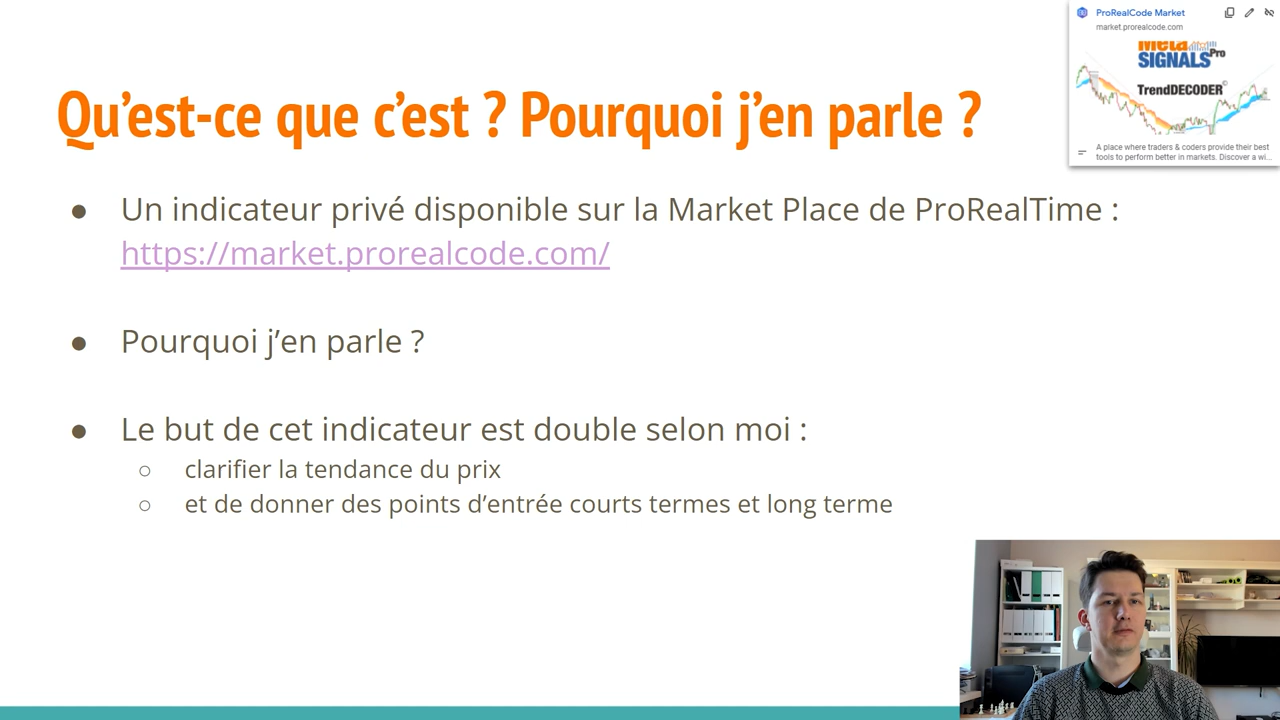 ProRealCode Market
market.prorealcode.com
Meta
SIGNALS Pro
TrendDECODER©
A place where traders & coders provide their best
tools to perform better in markets. Discover a wi...
Qu’est-ce que c’est ? Pourquoi j’en parle ?
● Un indicateur privé disponible sur la Market Place de ProRealTime :
https://market.prorealcode.com/
● Pourquoi j’en parle ?
● Le but de cet indicateur est double selon moi :
○ clarifier la tendance du prix
○ et de donner des points d’entrée courts termes et long terme